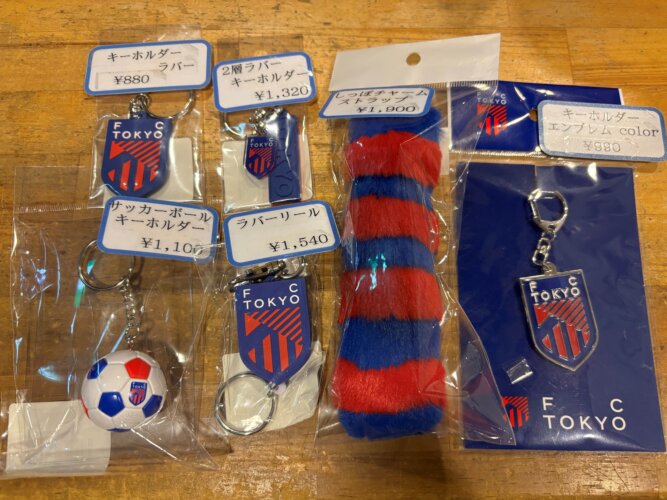 キーホルダー
ラバー
¥880
2層ラバー
キーホルダー
¥1,320
しっぽチャーム
ストラップ
¥1,900
キーホルダー
エンブレム color
¥980
F C
TOKYO
サッカーボール
キーホルダー
¥1,100
ラバーリール
¥1,540
F C
TOKYO
F C
TOKYO
F C
TOKYO